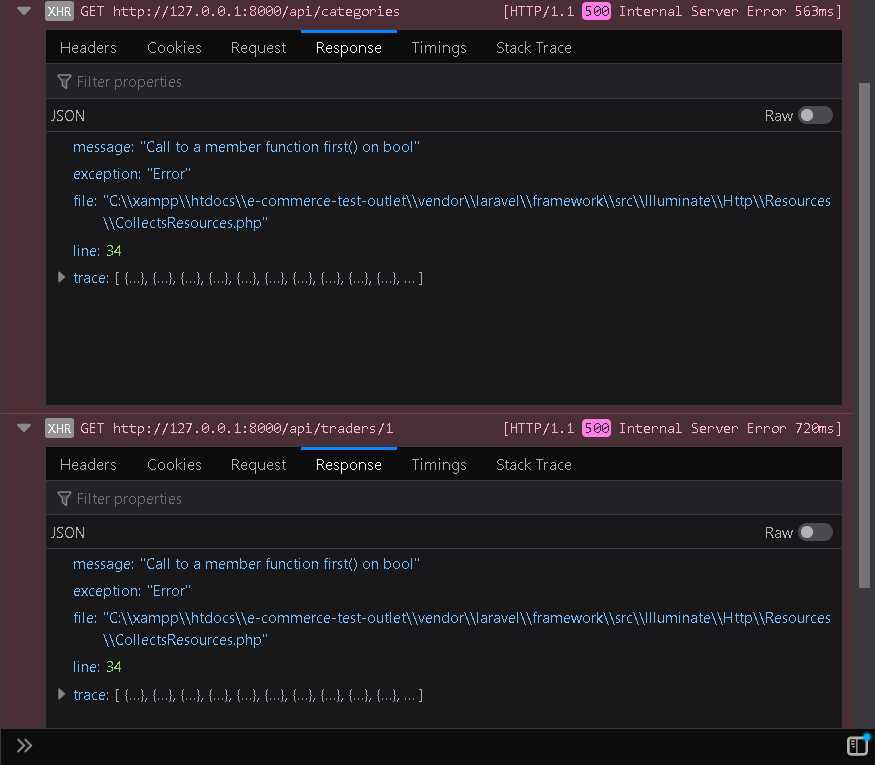 XHR GET http://127.0.0.1:8000/api/categories [HTTP/1.1 500 Internal Server Error 563ms]
Headers Cookies Request Response Timings Stack Trace
Filter properties
JSON Raw
message: "Call to a member function first() on bool"
exception: "Error"
file: "C:\\xampp\\htdocs\\e-commerce-test-outlet\\vendor\\laravel\\framework\\src\\Illuminate\\Http\\Resources
\\CollectsResources.php"
line: 34
trace: [ {…}, {…}, {…}, {…}, {…}, {…}, {…}, {…}, {…}, {…}, … ]
XHR GET http://127.0.0.1:8000/api/traders/1 [HTTP/1.1 500 Internal Server Error 720ms]
Headers Cookies Request Response Timings Stack Trace
Filter properties
JSON Raw
message: "Call to a member function first() on bool"
exception: "Error"
file: "C:\\xampp\\htdocs\\e-commerce-test-outlet\\vendor\\laravel\\framework\\src\\Illuminate\\Http\\Resources
\\CollectsResources.php"
line: 34
trace: [ {…}, {…}, {…}, {…}, {…}, {…}, {…}, {…}, {…}, {…}, … ]